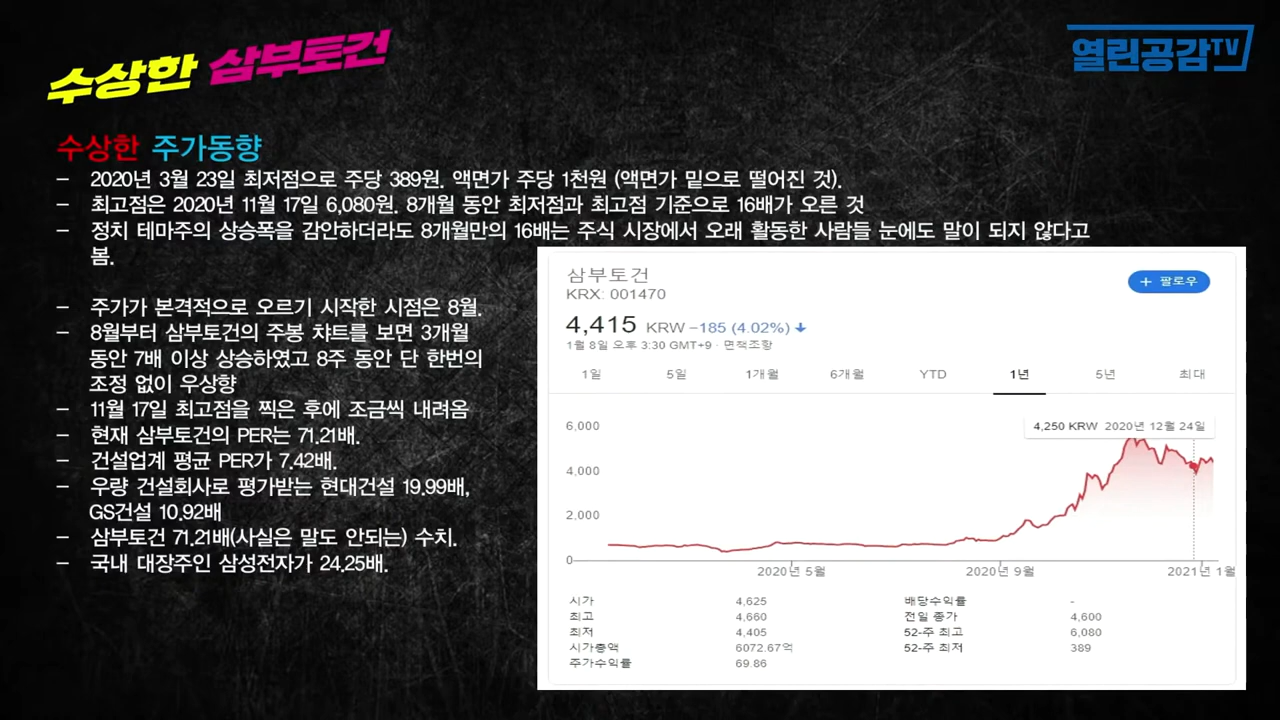 수상한 삼부토건
열린공감TV
수상한 주가동향
- 2020년 3월 23일 최저점으로 주당 389원. 액면가 주당 1천원 (액면가 밑으로 떨어진 것).
- 최고점은 2020년 11월 17일 6,080원. 8개월 동안 최저점과 최고점 기준으로 16배가 오른 것
- 정치 테마주의 상승폭을 감안하더라도 8개월만의 16배는 주식 시장에서 오래 활동한 사람들 눈에도 말이 되지 않다고
봄.
- 주가가 본격적으로 오르기 시작한 시점은 8월.
- 8월부터 삼부토건의 주봉 챠트를 보면 3개월
동안 7배 이상 상승하였고 8주 동안 단 한번의
조정 없이 우상향
- 11월 17일 최고점을 찍은 후에 조금씩 내려옴
- 현재 삼부토건의 PER는 71.21배.
- 건설업계 평균 PER가 7.42배.
- 우량 건설회사로 평가받는 현대건설 19.99배,
GS건설 10.92배
- 삼부토건 71.21배(사실은 말도 안되는) 수치.
- 국내 대장주인 삼성전자가 24.25배.
삼부토건
KRX: 001470
+ 팔로우
4,415 KRW −185 (4.02%) ↓
1월 8일 오후 3:30 GMT+9 · 면책조항
1일 5일 1개월 6개월 YTD 1년 5년 최대
4,250 KRW 2020년 12월 24일
6,000
4,000
2,000
0
2020년 5월 2020년 9월 2021년 1월
시가 4,625 배당수익률 -
최고 4,660 전일 종가 4,600
최저 4,405 52-주 최고 6,080
시가총액 6072.67억 52-주 최저 389
주가수익률 69.86